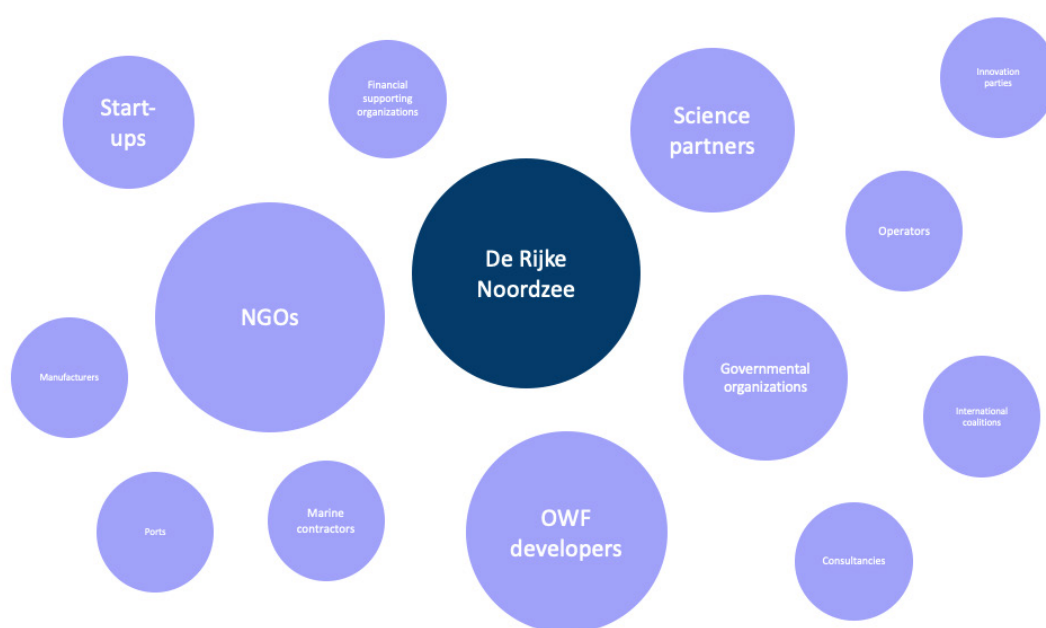 Start-
ups
Financial
supporting
organizations
Science
partners
Innovation
parties
Operators
De Rijke
Noordzee
NGOs
Manufacturers
Governmental
organizations
International
coalitions
Ports
Marine
contractors
OWF
developers
Consultancies